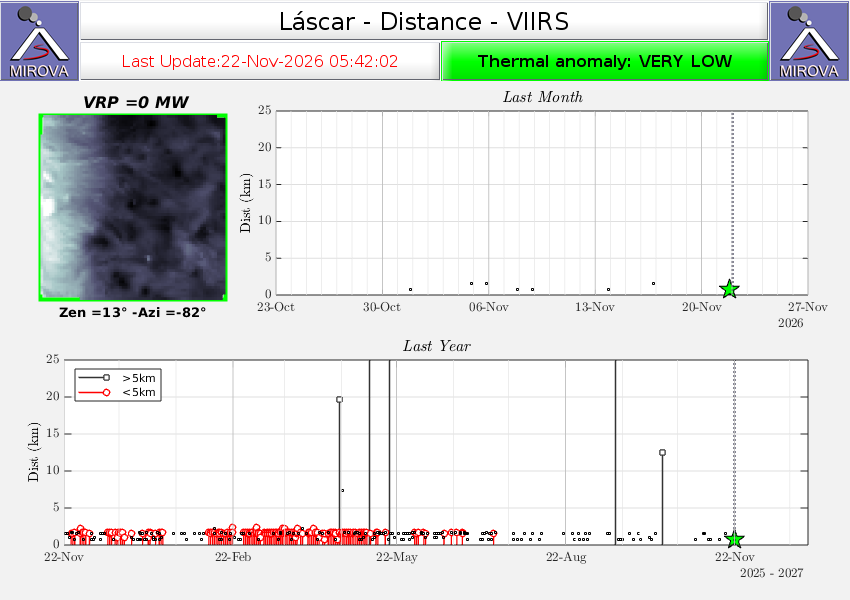 Láscar - Distance - VIIRS
MIROVA
Last Update:22-Nov-2026 05:42:02
Thermal anomaly: VERY LOW
MIROVA
VRP =0 MW
Zen =13° -Azi =-82°
Last Month
Dist (km)
25
20
15
10
5
0
23-Oct
30-Oct
06-Nov
13-Nov
20-Nov
27-Nov
2026
Last Year
Dist (km)
25
20
15
10
5
0
>5km
<5km
22-Nov
22-Feb
22-May
22-Aug
22-Nov
2025 - 2027